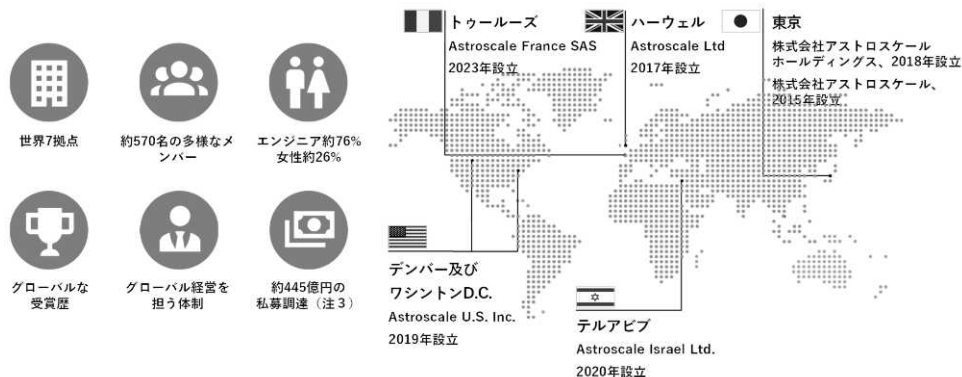 世界7拠点
約570名の多様なメ
ンバー
エンジニア約76%
女性約26%
グローバルな
受賞歴
グローバル経営を
担う体制
約445億円の
私募調達（注３）
トゥールーズ
Astroscale France SAS
2023年設立
ハーウェル
Astroscale Ltd
2017年設立
東京
株式会社アストロスケール
ホールディングス、2018年設立
株式会社アストロスケール、
2015年設立
デンバー及び
ワシントンD.C.
Astroscale U.S. Inc.
2019年設立
テルアビブ
Astroscale Israel Ltd.
2020年設立